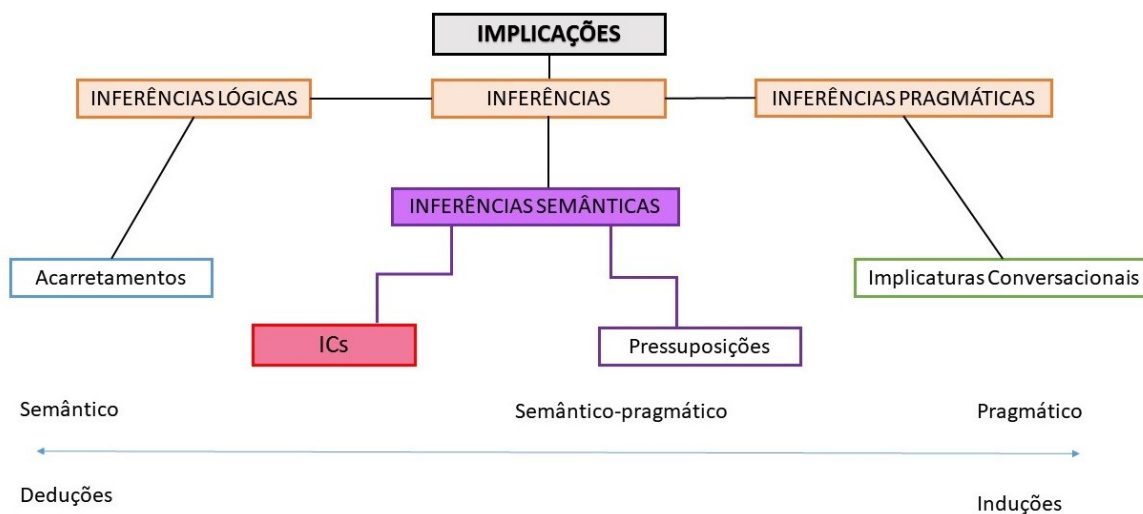 IMPLICAÇÕES
INFERÊNCIAS LÓGICAS
INFERÊNCIAS
INFERÊNCIAS PRAGMÁTICAS
INFERÊNCIAS SEMÂNTICAS
Acarretamentos
Implicaturas Conversacionais
ICs
Pressuposições
Semântico
Semântico-pragmático
Pragmático
Deduções
Induções